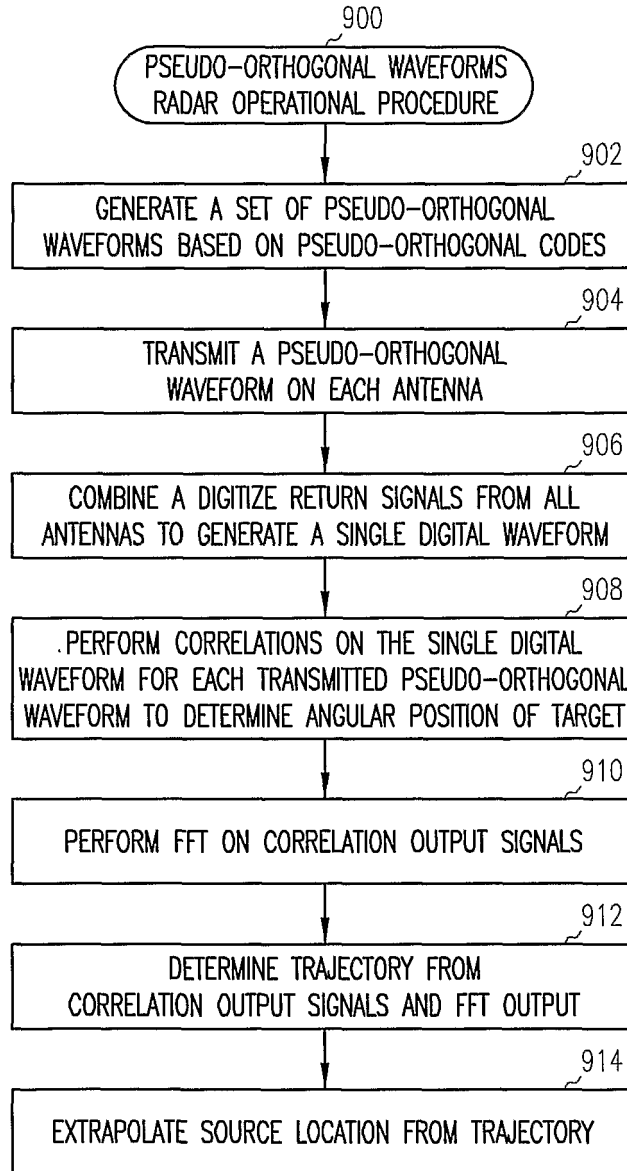 900
PSEUDO-ORTHOGONAL WAVEFORMS
RADAR OPERATIONAL PROCEDURE
902
GENERATE A SET OF PSEUDO-ORTHOGONAL
WAVEFORMS BASED ON PSEUDO-ORTHOGONAL CODES
904
TRANSMIT A PSEUDO-ORTHOGONAL
WAVEFORM ON EACH ANTENNA
906
COMBINE A DIGITIZE RETURN SIGNALS FROM ALL
ANTENNAS TO GENERATE A SINGLE DIGITAL WAVEFORM
908
PERFORM CORRELATIONS ON THE SINGLE DIGITAL
WAVEFORM FOR EACH TRANSMITTED PSEUDO-ORTHOGONAL
WAVEFORM TO DETERMINE ANGULAR POSITION OF TARGET
910
PERFORM FFT ON CORRELATION OUTPUT SIGNALS
912
DETERMINE TRAJECTORY FROM
CORRELATION OUTPUT SIGNALS AND FFT OUTPUT
914
EXTRAPOLATE SOURCE LOCATION FROM TRAJECTORY